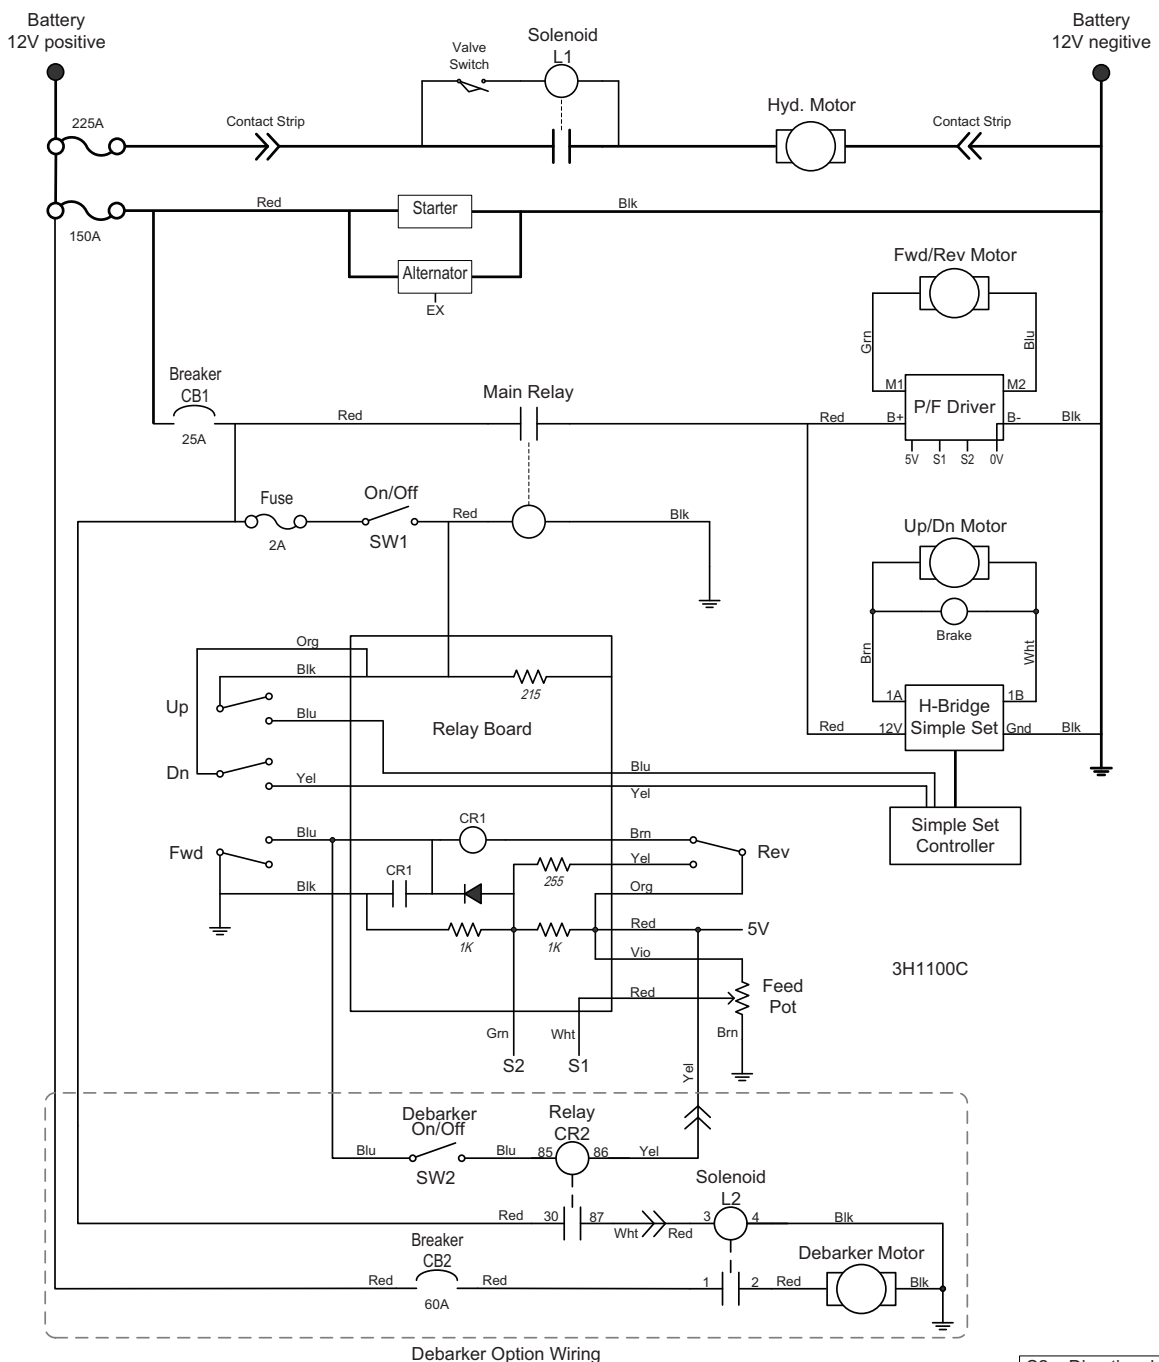 Battery
12V positive
Battery
12V negitive
Solenoid
L1
Valve
Switch
Hyd. Motor
225A
Contact Strip
Contact Strip
Red
Starter
Blk
150A
Fwd/Rev Motor
Alternator
EX
Grn
Blu
Breaker
CB1
Main Relay
M1
M2
P/F Driver
Red
Red
B+
B-
Blk
25A
5V
S1
S2
0V
Fuse
On/Off
Red
Blk
2A
SW1
Up/Dn Motor
Brake
Brn
Wht
Org
Blk
215
1A
1B
H-Bridge
Simple Set
Up
Blu
Relay Board
Red
12V
Gnd
Blk
Dn
Yel
Blu
Yel
Simple Set
Controller
CR1
Blu
Brn
Fwd
Yel
Rev
CR1
255
Blk
Org
Red
5V
1K
1K
Vio
3H1100C
Red
Feed
Pot
Grn
Wht
Brn
S2
S1
Yel
Debarker
On/Off
Relay
CR2
Blu
Blu
85
86
Yel
SW2
Solenoid
L2
Red
30
87
3
4
Blk
Wht
Red
Breaker
CB2
Debarker Motor
Red
Red
1
2
Red
Blk
60A
Debarker Option Wiring